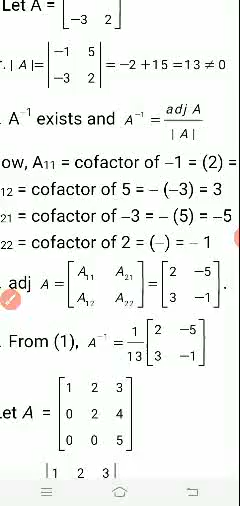 Let A = [ -3 2 ]
∴ | A |= | -1 5 | = -2 + 15 = 13 ≠ 0
| -3 2 |
A⁻¹ exists and A⁻¹ = adj A / | A |
ow, A₁₁ = cofactor of -1 = (2) =
12 = cofactor of 5 = - (-3) = 3
21 = cofactor of -3 = - (5) = -5
22 = cofactor of 2 = (-) = - 1
adj A = [ A₁₁ A₂₁ ] = [ 2 -5 ] .
[ A₁₂ A₂₂ ] [ 3 -1 ]
From (1), A⁻¹ = 1/13 [ 2 -5 ]
[ 3 -1 ]
et A = [ 1 2 3 ]
[ 0 2 4 ]
[ 0 0 5 ]
| 1 2 3 |